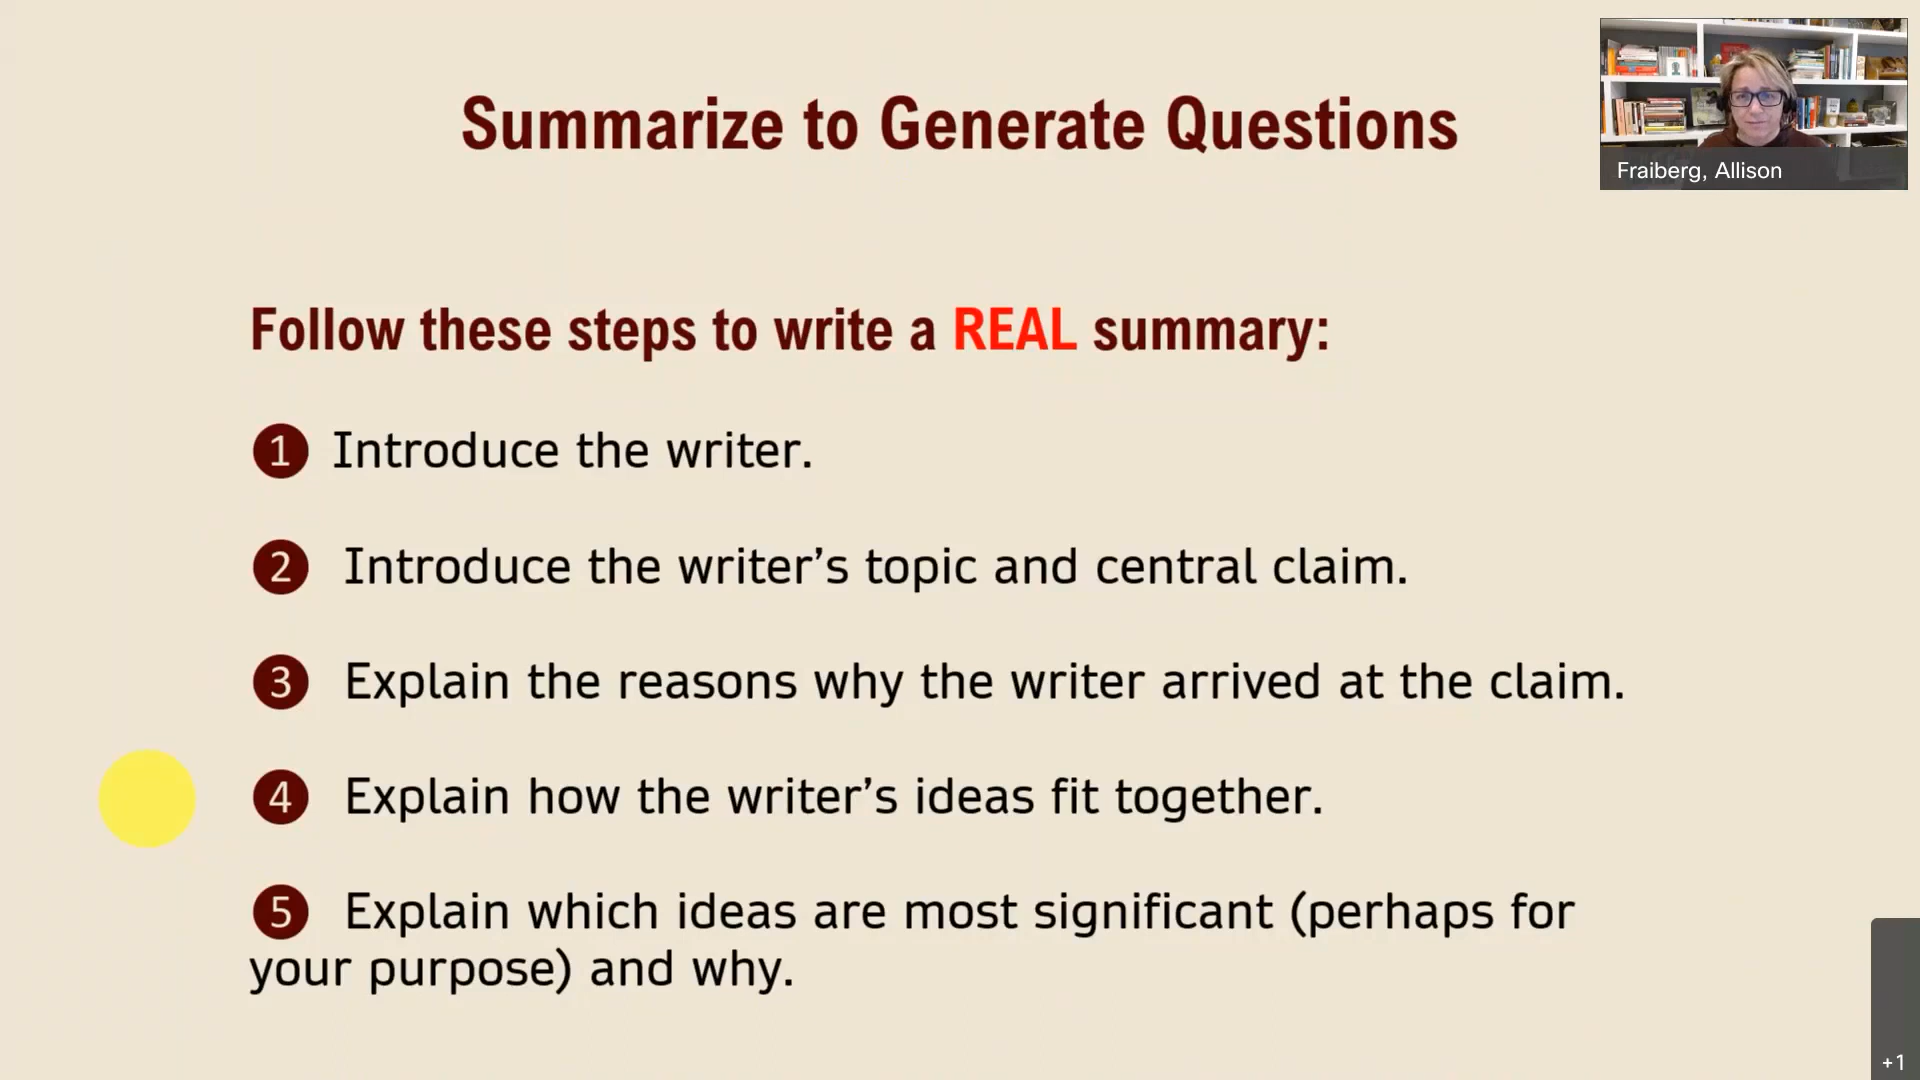 Summarize to Generate Questions
Fraiberg, Allison
Follow these steps to write a REAL summary:
1 Introduce the writer.
2 Introduce the writer’s topic and central claim.
3 Explain the reasons why the writer arrived at the claim.
4 Explain how the writer’s ideas fit together.
5 Explain which ideas are most significant (perhaps for
your purpose) and why.
+1